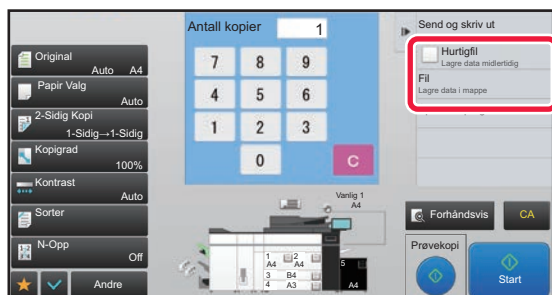 Original
Auto A4
Papir Valg
Auto
2-Sidig Kopi
1-Sidig→1-Sidig
Kopigrad
100%
Kontrast
Auto
Sorter
N-Opp
Off
Andre
Antall kopier 1
7 8 9
4 5 6
1 2 3
0 C
Vanlig 1
A4
1 A4
2 A4
3 B4
4 A3
5 A4
Send og skriv ut
Hurtigfil
Lagre data midlertidig
Fil
Lagre data i mappe
Forhåndsvis
CA
Prøvekopi
Start